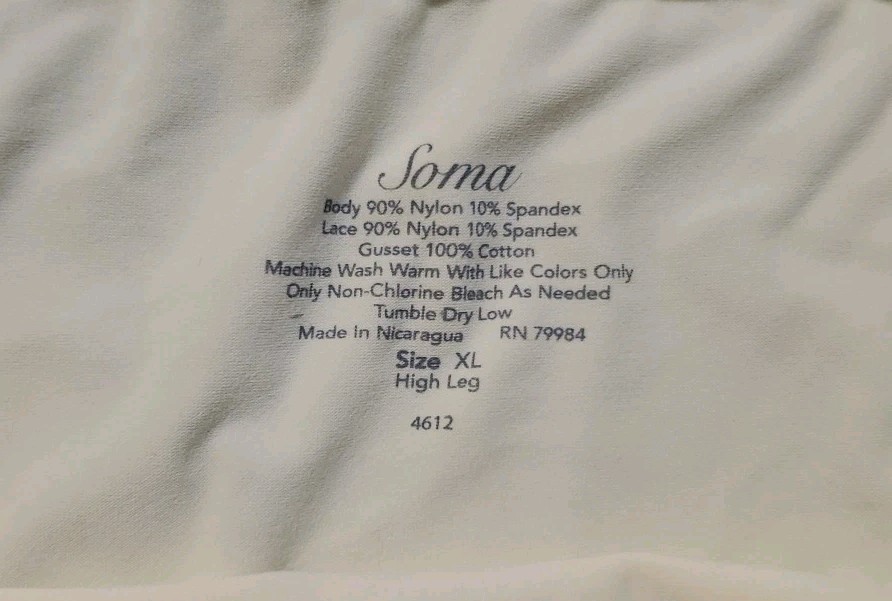 Soma
Body 90% Nylon 10% Spandex
Lace 90% Nylon 10% Spandex
Gusset 100% Cotton
Machine Wash Warm With Like Colors Only
Only Non-Chlorine Bleach As Needed
Tumble Dry Low
Made In Nicaragua RN 79984
Size XL
High Leg
4612